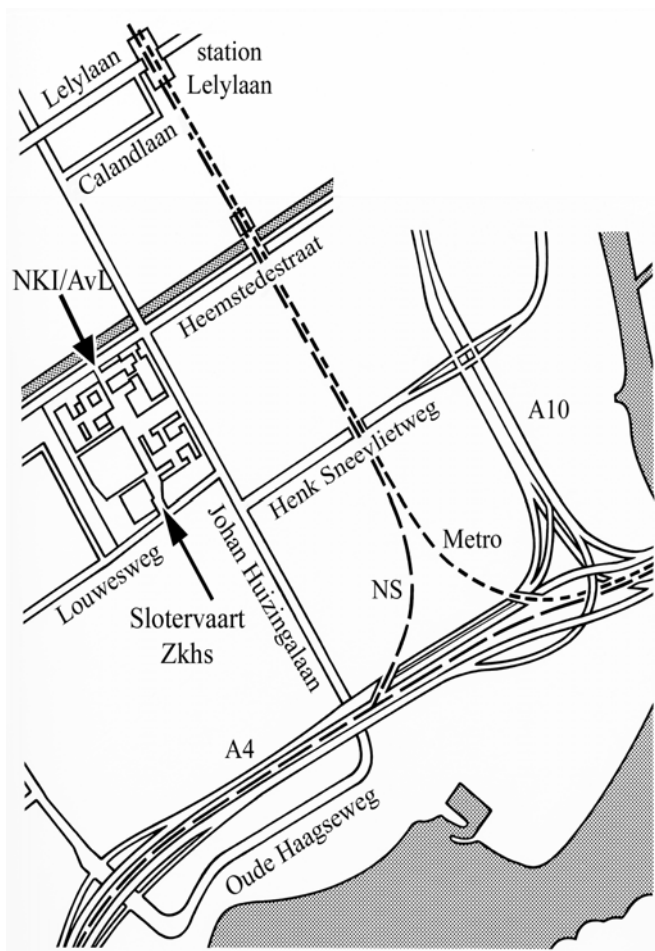 station
Lelylaan
Lelylaan
Calandlaan
NKI/AvL
Heemstedestraat
A10
Henk Sneevlietweg
Metro
Johan Huizingalaan
Louwesweg
NS
Slotervaart
Zkhs
A4
Oude Haagseweg